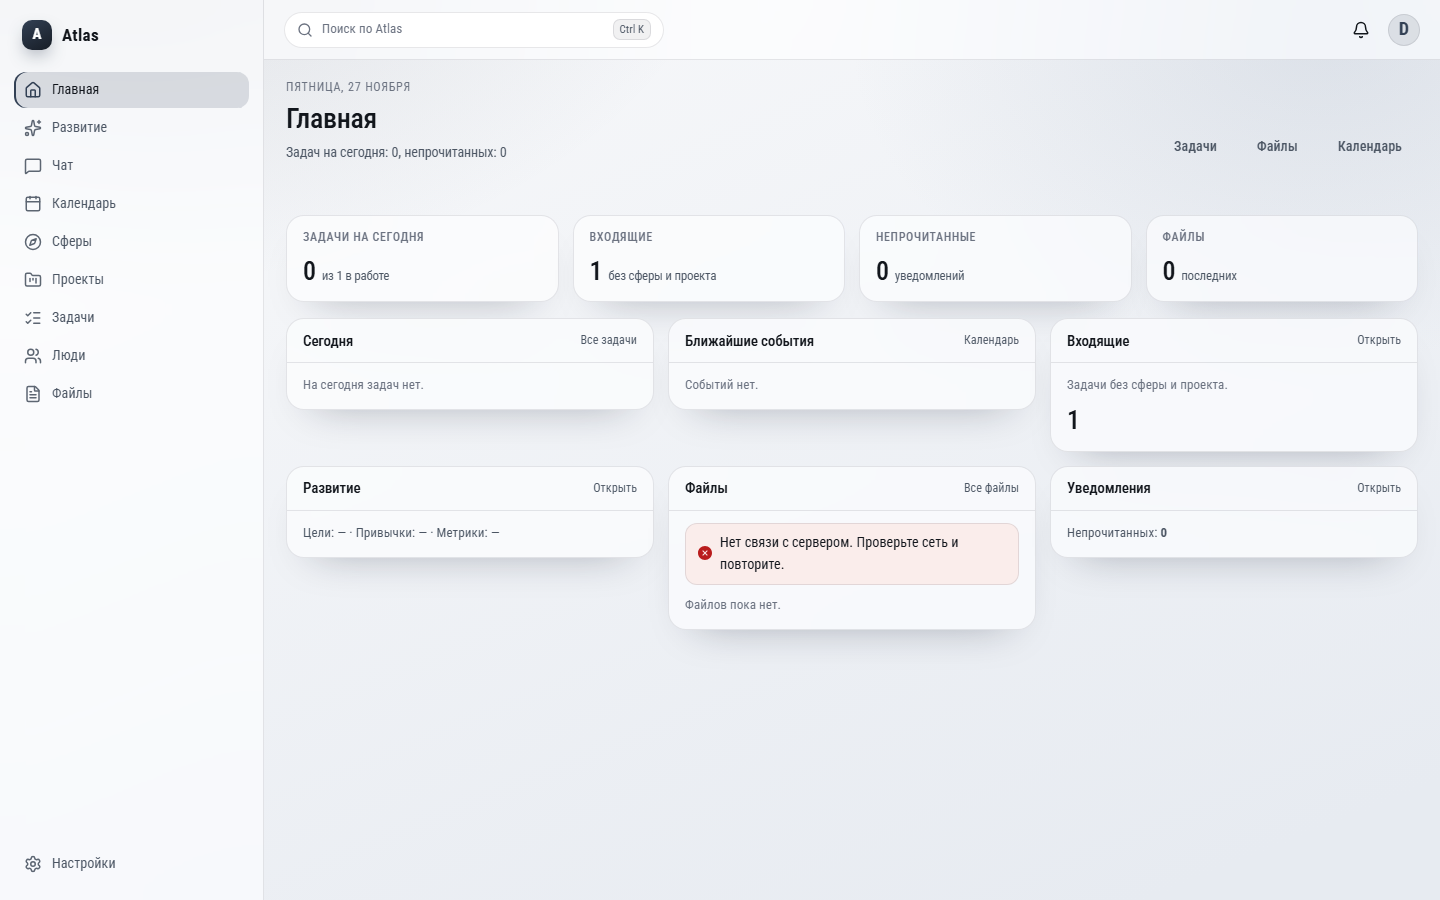 A Atlas
Поиск по Atlas
Ctrl K
D
Главная
Развитие
Чат
Календарь
Сферы
Проекты
Задачи
Люди
Файлы
Настройки
ПЯТНИЦА, 27 НОЯБРЯ
Главная
Задач на сегодня: 0, непрочитанных: 0
Задачи Файлы Календарь
ЗАДАЧИ НА СЕГОДНЯ
0 из 1 в работе
ВХОДЯЩИЕ
1 без сферы и проекта
НЕПРОЧИТАННЫЕ
0 уведомлений
ФАЙЛЫ
0 последних
Сегодня Все задачи
На сегодня задач нет.
Ближайшие события Календарь
Событий нет.
Входящие Открыть
Задачи без сферы и проекта.
1
Развитие Открыть
Цели: — · Привычки: — · Метрики: —
Файлы Все файлы
Нет связи с сервером. Проверьте сеть и
повторите.
Файлов пока нет.
Уведомления Открыть
Непрочитанных: 0